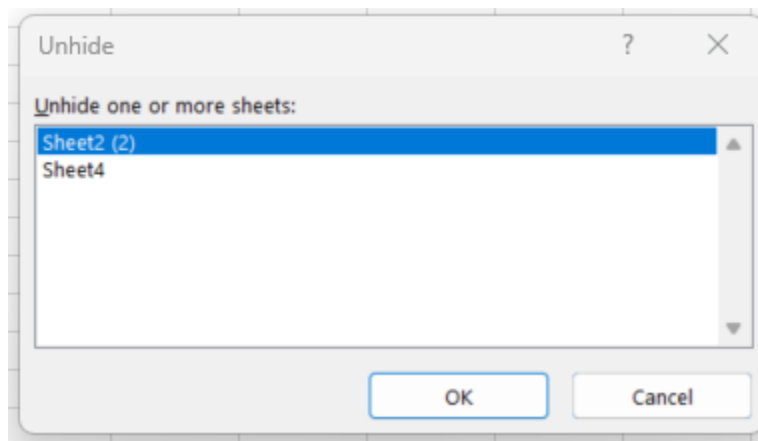 Unhide ?
Unhide one or more sheets:
Sheet2 (2)
Sheet4
OK Cancel